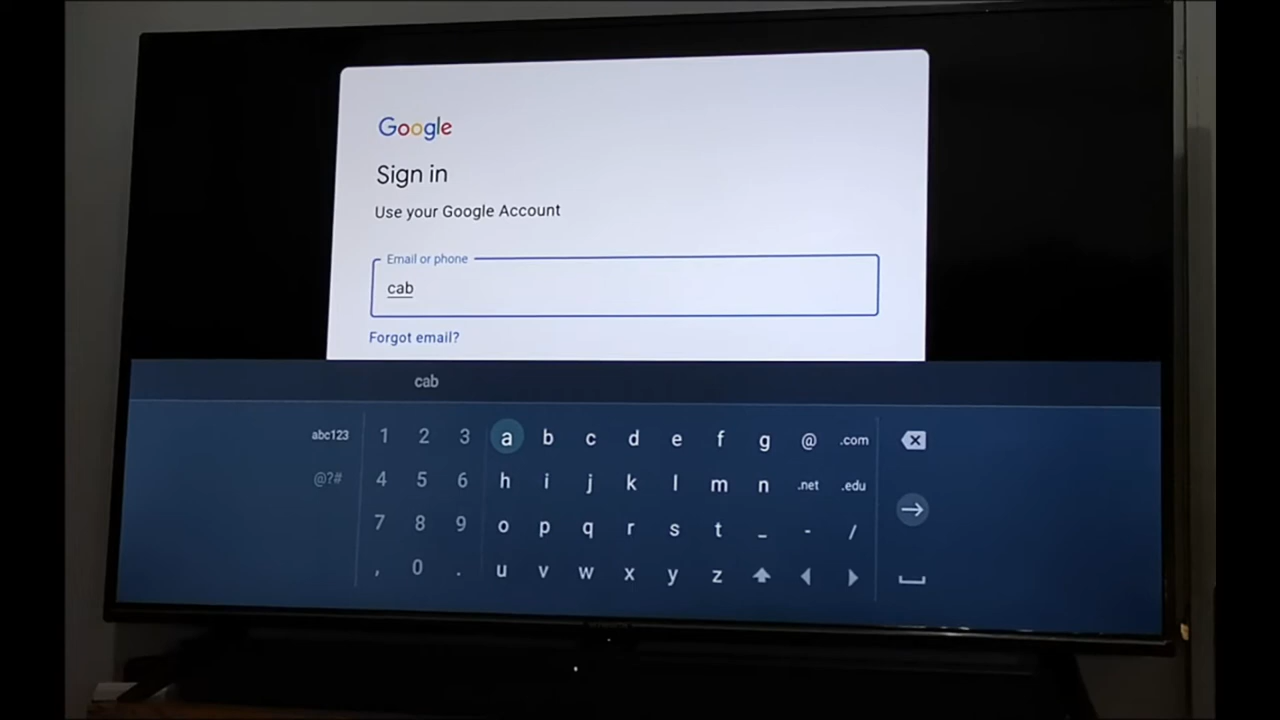 Google
Sign in
Use your Google Account
Email or phone
cab
Forgot email?
cab
abc123 1 2 3 a b c d e f g @ .com
@?# 4 5 6 h i j k l m n .net .edu
7 8 9 o p q r s t _ - /
, 0 . u v w x y z